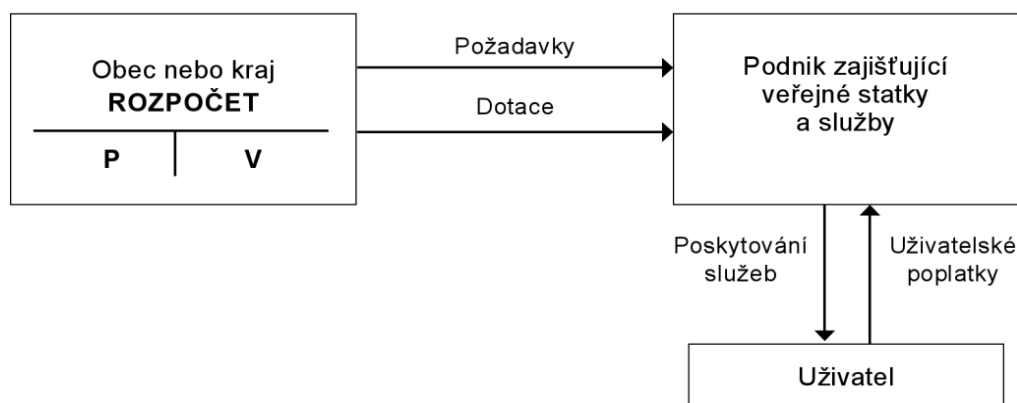 Obec nebo kraj
ROZPOČET
P V
Požadavky
Dotace
Podnik zajišťující
veřejné statky
a služby
Poskytování
služeb
Uživatelské
poplatky
Uživatel